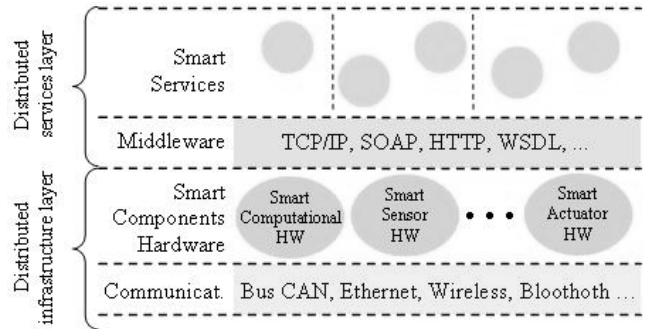 Distributed
services layer
Smart
Services
Middleware
TCP/IP, SOAP, HTTP, WSDL, ...
Distributed
infrastructure layer
Smart
Components
Hardware
Smart
Computational
HW
Smart
Sensor
HW
• • •
Smart
Actuator
HW
Communicat.
Bus CAN, Ethernet, Wireless, Bloothoth ...